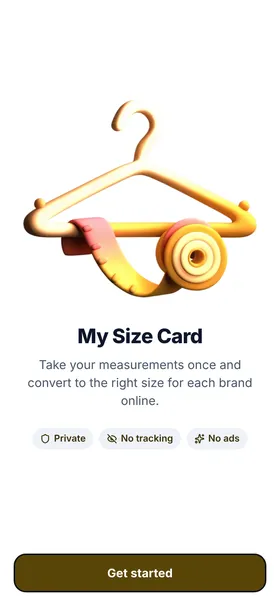 My Size Card
Take your measurements once and
convert to the right size for each brand
online.
Private
No tracking
No ads
Get started